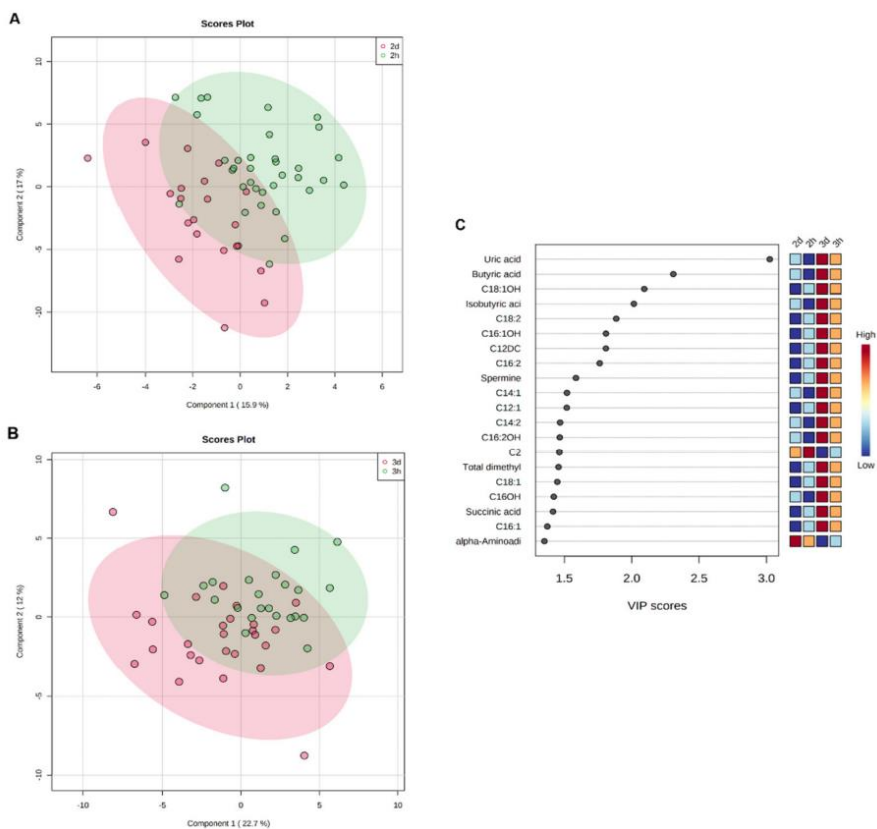 A
Scores Plot
2d
2h
10
5
0
-5
-10
-6
-4
-2
0
2
4
6
Component 2 ( 17 %)
Component 1 ( 15.9 %)
B
Scores Plot
3d
3h
10
5
0
-5
-10
-10
-5
0
5
10
Component 2 ( 12 %)
Component 1 ( 22.7 %)
C
2d 2h 3d 3h
Uric acid
Butyric acid
C18:1OH
Isobutyric aci
C18:2
C16:1OH
C12DC
C16:2
Spermine
C14:1
C12:1
C14:2
C16:2OH
C2
Total dimethyl
C18:1
C16OH
Succinic acid
C16:1
alpha-Aminoadi
1.5
2.0
2.5
3.0
VIP scores
High
Low